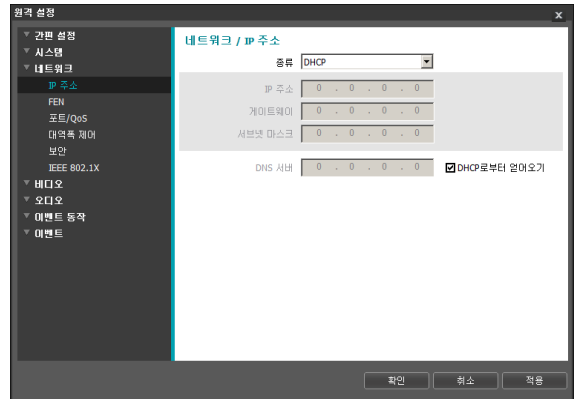 원격 설정
x
간편 설정
시스템
네트워크
IP 주소
FEN
포트/QoS
대역폭 제어
보안
IEEE 802.1X
비디오
오디오
이벤트 동작
이벤트
네트워크 / IP 주소
종류 DHCP
IP 주소 0 . 0 . 0 . 0
게이트웨이 0 . 0 . 0 . 0
서브넷 마스크 0 . 0 . 0 . 0
DNS 서버 0 . 0 . 0 . 0 DHCP로부터 얻어오기
확인 취소 적용